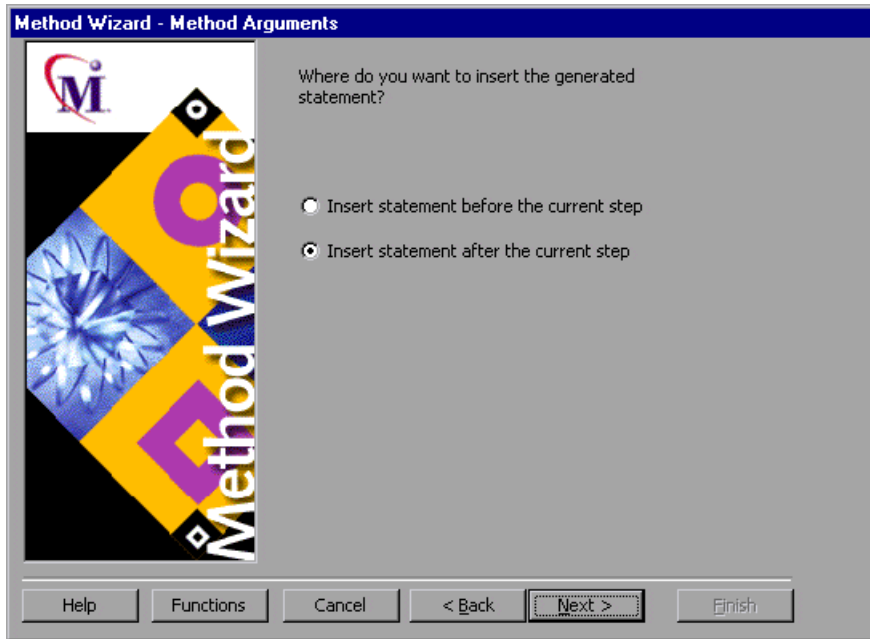 Method Wizard - Method Arguments
M
Method Wizard
Where do you want to insert the generated
statement?
Insert statement before the current step
Insert statement after the current step
Help
Functions
Cancel
< Back
Next >
Finish